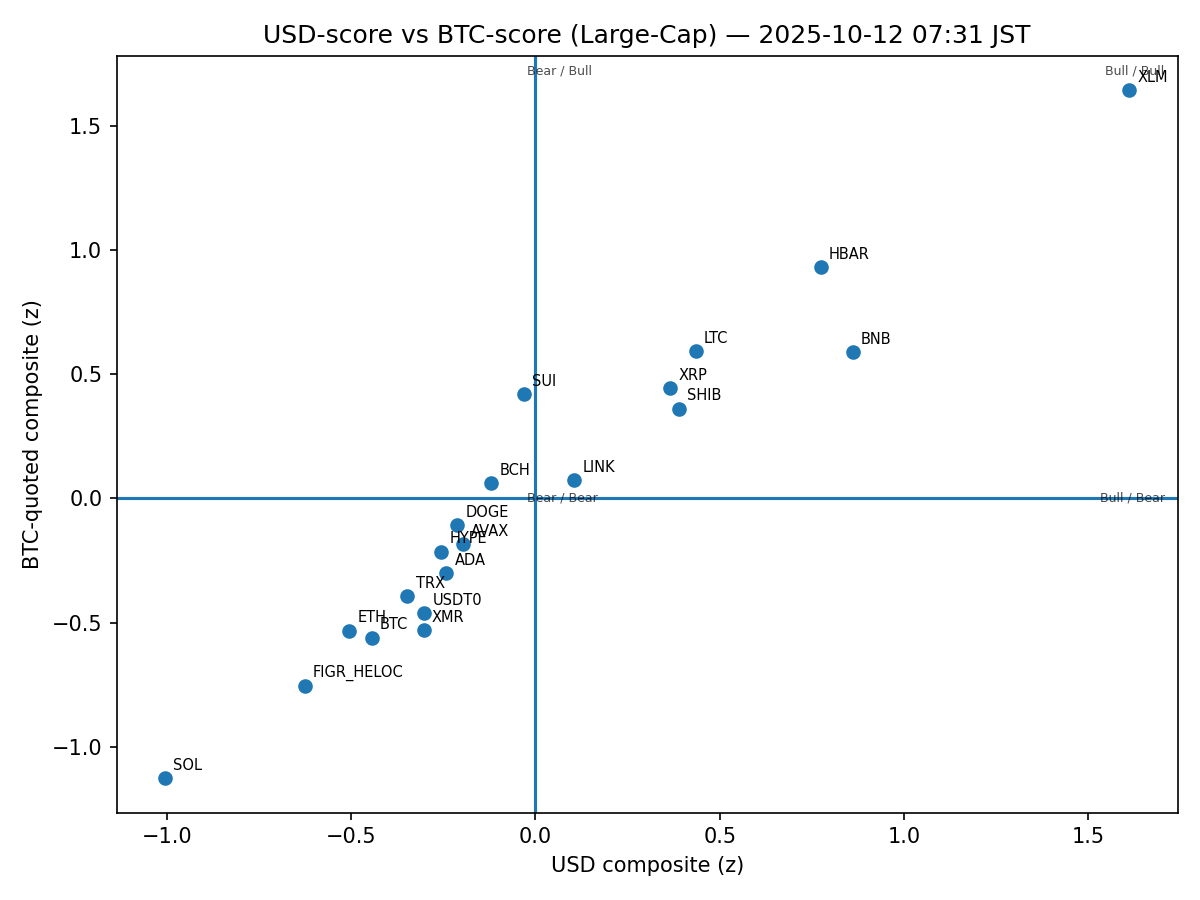 USD-score vs BTC-score (Large-Cap) — 2025-10-12 07:31 JST
Bear / Bull
Bull / Bull
XLM
1.5
HBAR
1.0
LTC
BNB
XRP
SUI
0.5
SHIB
LINK
BCH
0.0
Bear / Bear
Bull / Bear
DOGE
AVAX
HYPE
ADA
TRX
USDT0
ETH
XMR
BTC
−0.5
FIGR_HELOC
−1.0
SOL
BTC-quoted composite (z)
−1.0
−0.5
0.0
0.5
1.0
1.5
USD composite (z)